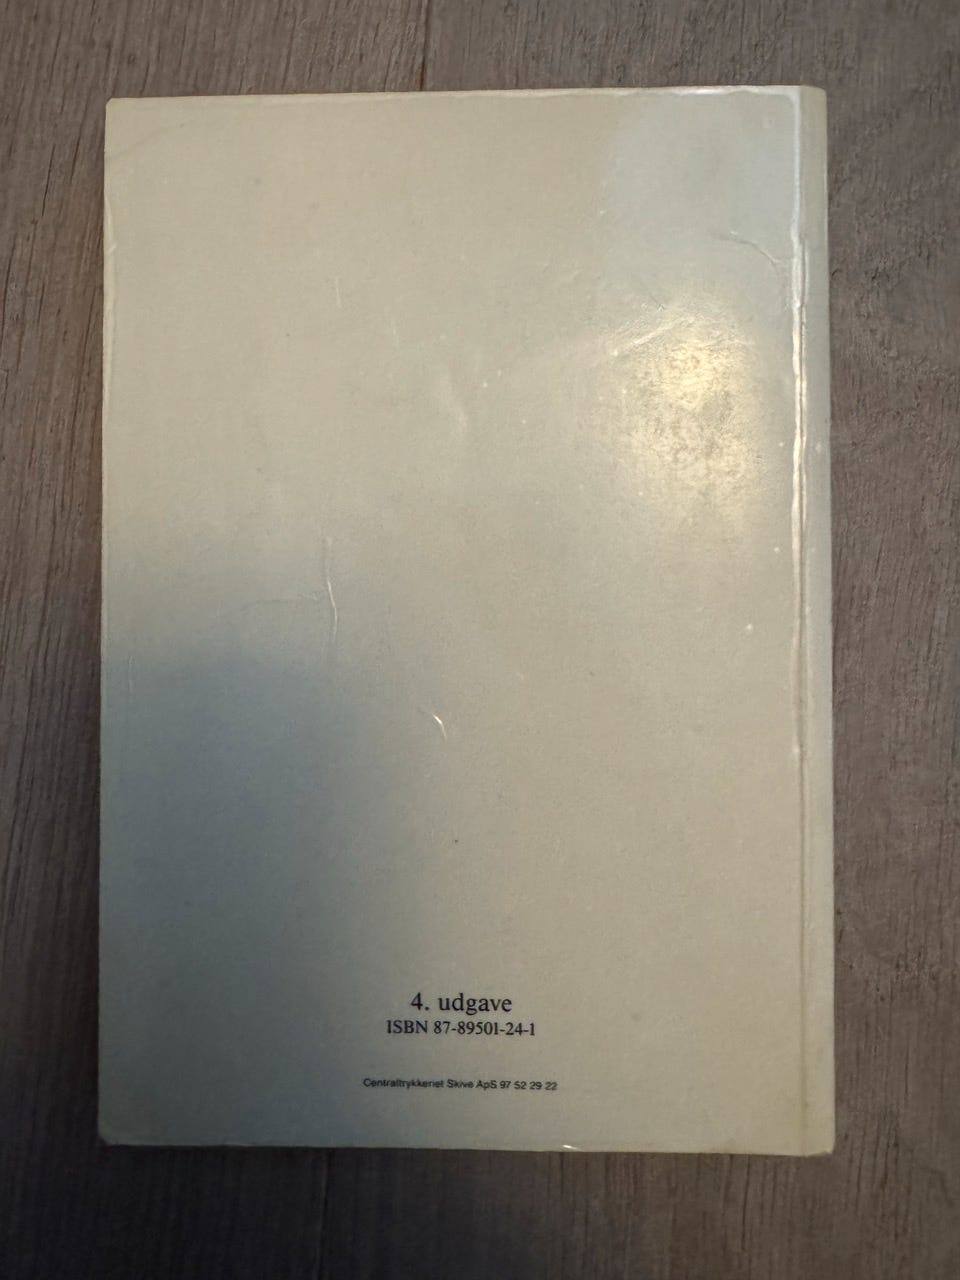 4. udgave
ISBN 87-89501-24-1
Centraltrykkeriet Skive ApS 97 52 29 22